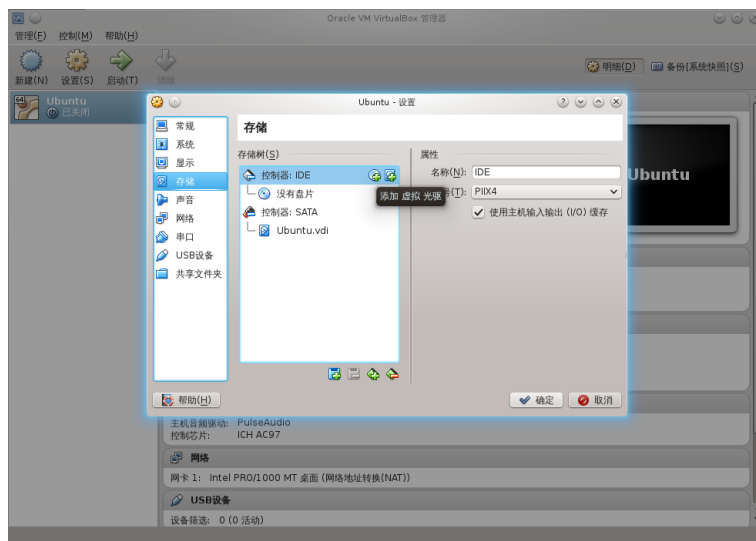 Oracle VM VirtualBox 管理器
管理(F) 控制(M) 帮助(H)
新建(N) 设置(S) 启动(T) 清除
明细(D) 备份[系统快照](S)
Ubuntu
已关闭
Ubuntu - 设置
常规
系统
显示
存储
声音
网络
串口
USB设备
共享文件夹
存储
存储树(S)
控制器: IDE
没有盘片
控制器: SATA
Ubuntu.vdi
添加 虚拟 光驱
属性
名称(N): IDE
(T): PIIX4
使用主机输入输出 (I/O) 缓存
帮助(H)
确定
取消
Ubuntu
主机音频驱动: PulseAudio
控制芯片: ICH AC97
网络
网卡 1: Intel PRO/1000 MT 桌面 (网络地址转换(NAT))
USB设备
设备筛选: 0 (0 活动)